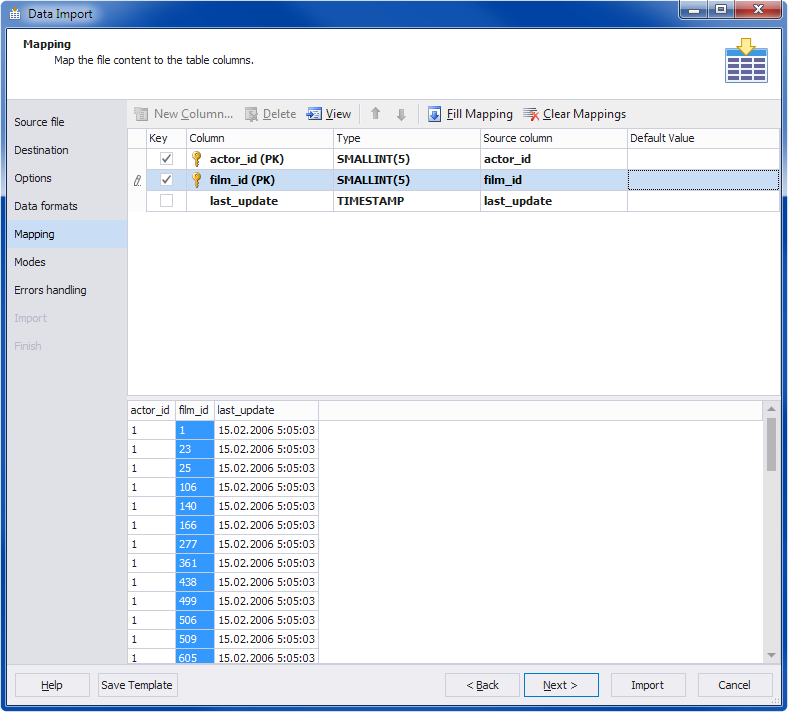 Data Import
Mapping
Map the file content to the table columns.
Source file
Destination
Options
Data formats
Mapping
Modes
Errors handling
Import
Finish
New Column... Delete View Fill Mapping Clear Mappings
Key Column Type Source column Default Value
actor_id (PK) SMALLINT(5) actor_id
film_id (PK) SMALLINT(5) film_id
last_update TIMESTAMP last_update
actor_id film_id last_update
1 1 15.02.2006 5:05:03
1 23 15.02.2006 5:05:03
1 25 15.02.2006 5:05:03
1 106 15.02.2006 5:05:03
1 140 15.02.2006 5:05:03
1 166 15.02.2006 5:05:03
1 277 15.02.2006 5:05:03
1 361 15.02.2006 5:05:03
1 438 15.02.2006 5:05:03
1 499 15.02.2006 5:05:03
1 506 15.02.2006 5:05:03
1 509 15.02.2006 5:05:03
1 605 15.02.2006 5:05:03
Help Save Template < Back Next > Import Cancel